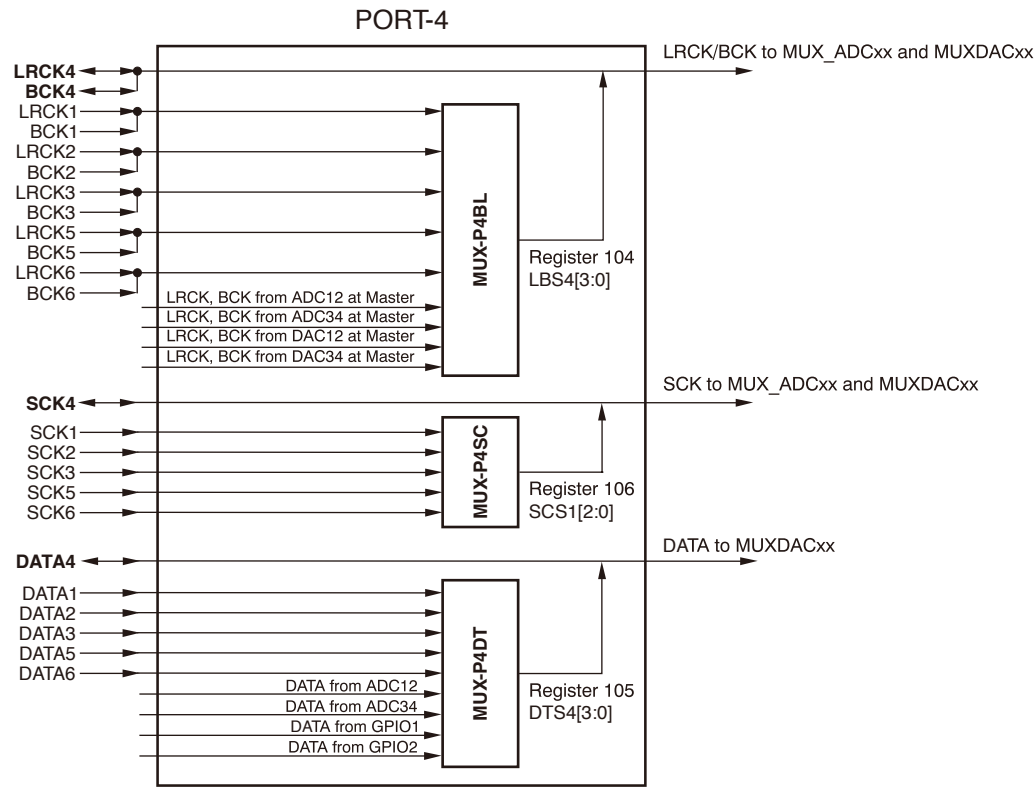 PORT-4
LRCK/BCK to MUX_ADCxx and MUXDACxx
LRCK4
BCK4
LRCK1
BCK1
LRCK2
BCK2
LRCK3
BCK3
LRCK5
BCK5
LRCK6
BCK6
LRCK, BCK from ADC12 at Master
LRCK, BCK from ADC34 at Master
LRCK, BCK from DAC12 at Master
LRCK, BCK from DAC34 at Master
MUX-P4BL
Register 104
LBS4[3:0]
SCK to MUX_ADCxx and MUXDACxx
SCK4
SCK1
SCK2
SCK3
SCK5
SCK6
MUX-P4SC
Register 106
SCS1[2:0]
DATA to MUXDACxx
DATA4
DATA1
DATA2
DATA3
DATA5
DATA6
DATA from ADC12
DATA from ADC34
DATA from GPIO1
DATA from GPIO2
MUX-P4DT
Register 105
DTS4[3:0]